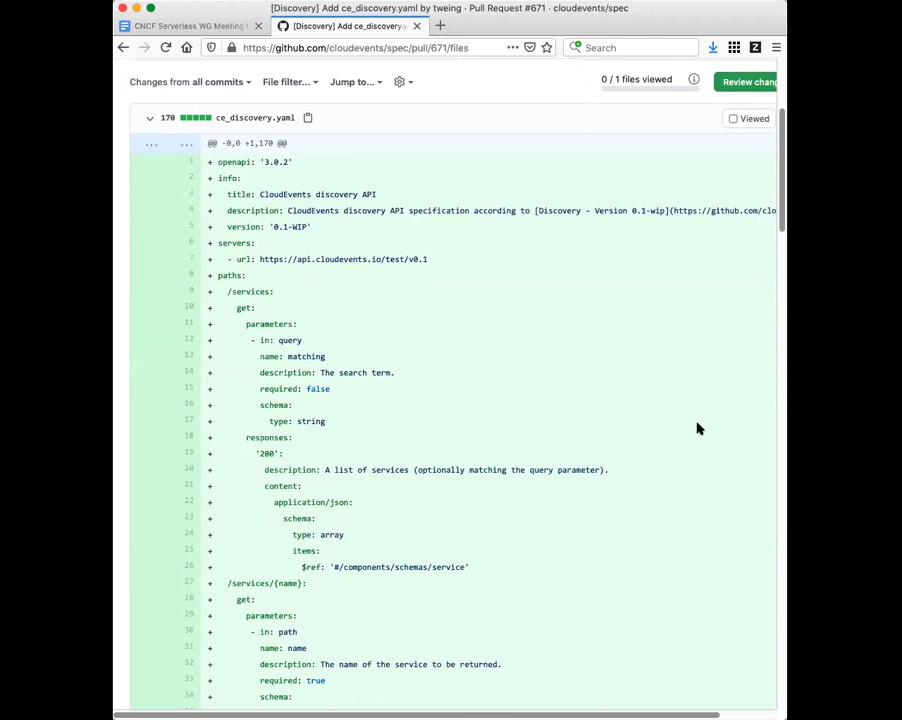 [Discovery] Add ce_discovery.yaml by tweing · Pull Request #671 · cloudevents/spec
CNCF Serverless WG Meeting
[Discovery] Add ce_discovery.y
https://github.com/cloudevents/spec/pull/671/files
Search
Changes from all commits
File filter...
Jump to...
0 / 1 files viewed
Review chang
170 ce_discovery.yaml
Viewed
... ... @@ -0,0 +1,170 @@
1 + openapi: '3.0.2'
2 + info:
3 + title: CloudEvents discovery API
4 + description: CloudEvents discovery API specification according to [Discovery - Version 0.1-wip](https://github.com/clo
5 + version: '0.1-WIP'
6 + servers:
7 + - url: https://api.cloudevents.io/test/v0.1
8 + paths:
9 + /services:
10 + get:
11 + parameters:
12 + - in: query
13 + name: matching
14 + description: The search term.
15 + required: false
16 + schema:
17 + type: string
18 + responses:
19 + '200':
20 + description: A list of services (optionally matching the query parameter).
21 + content:
22 + application/json:
23 + schema:
24 + type: array
25 + items:
26 + $ref: '#/components/schemas/service'
27 + /services/{name}:
28 + get:
29 + parameters:
30 + - in: path
31 + name: name
32 + description: The name of the service to be returned.
33 + required: true
34 + schema: